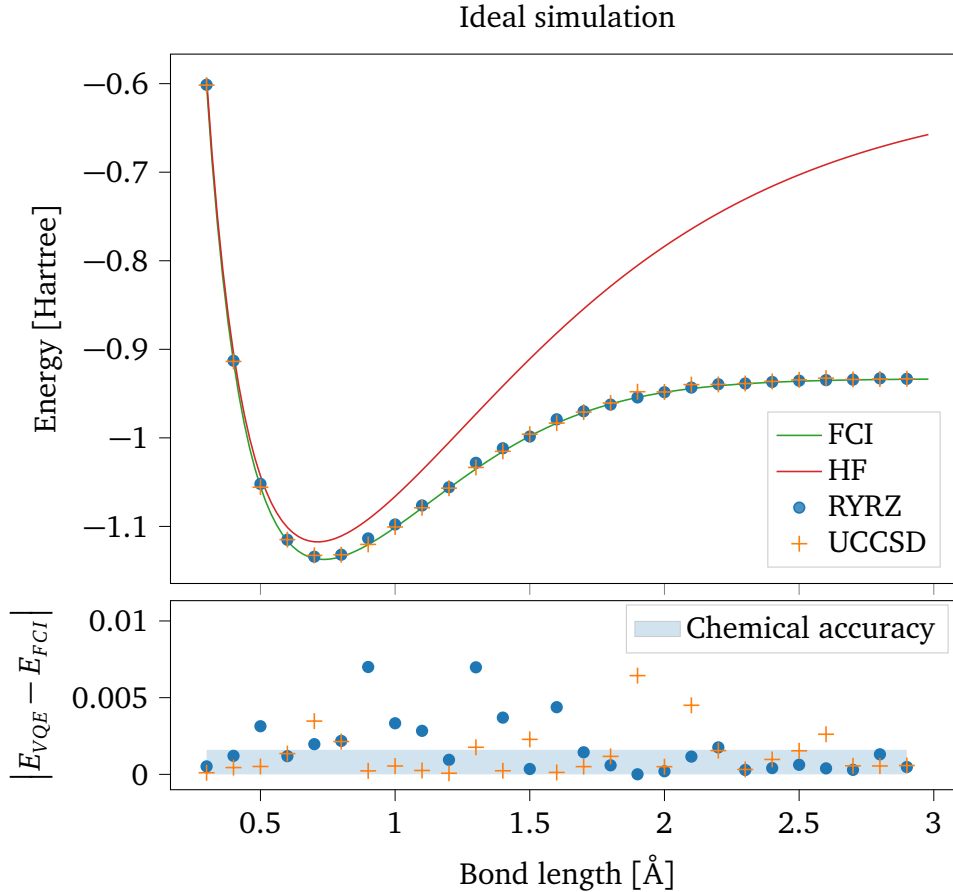 Ideal simulation
−0.6
−0.7
−0.8
−0.9
−1
−1.1
Energy [Hartree]
FCI
HF
RYRZ
UCCSD
0.01
0.005
0
|E_VQE − E_FCI|
Chemical accuracy
0.5 1 1.5 2 2.5 3
Bond length [Å]